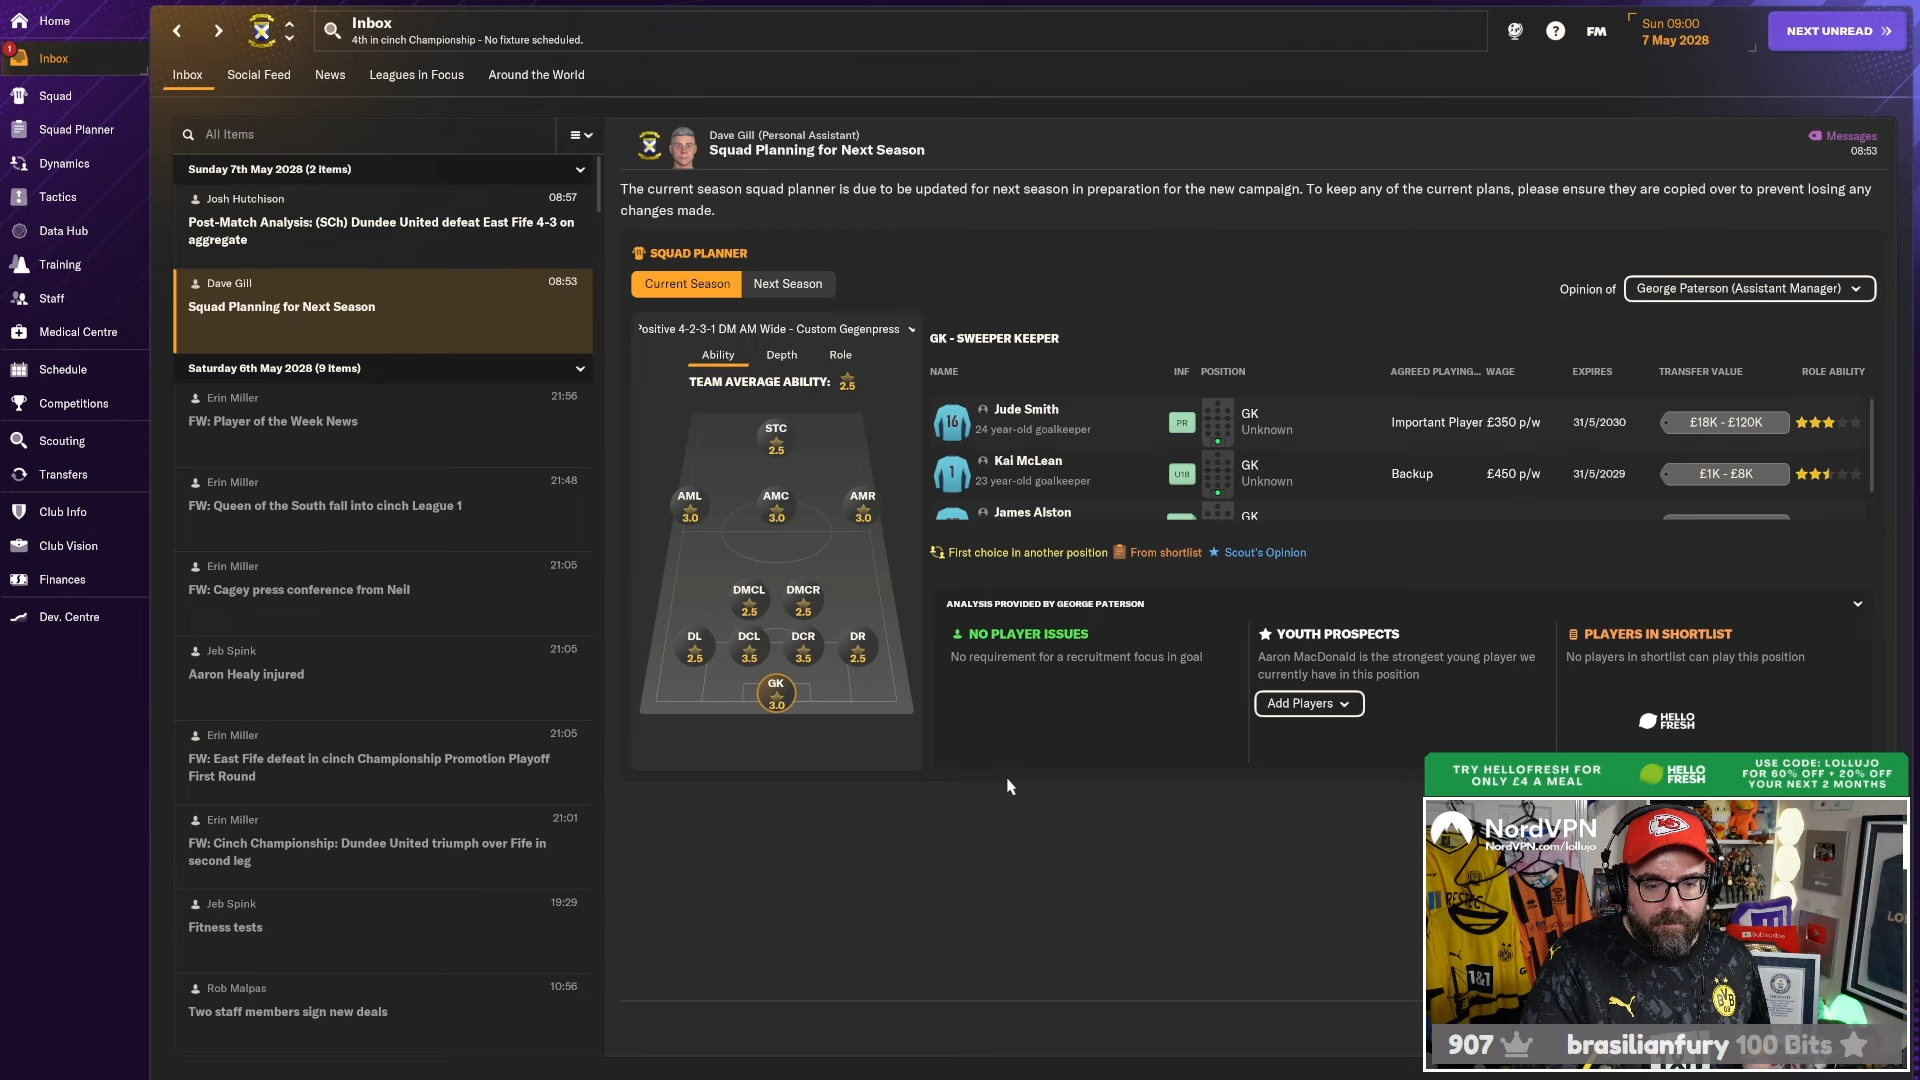 Home
Inbox
1
Squad
Squad Planner
Dynamics
Tactics
Data Hub
Training
Staff
Medical Centre
Schedule
Competitions
Scouting
Transfers
Club Info
Club Vision
Finances
Dev. Centre
Inbox
4th in cinch Championship - No fixture scheduled.
?
FM
Sun 09:00
7 May 2028
NEXT UNREAD
Inbox
Social Feed
News
Leagues in Focus
Around the World
All Items
Sunday 7th May 2028 (2 items)
Josh Hutchison 08:57
Post-Match Analysis: (SCh) Dundee United defeat East Fife 4-3 on
aggregate
Dave Gill 08:53
Squad Planning for Next Season
Saturday 6th May 2028 (9 items)
Erin Miller 21:56
FW: Player of the Week News
Erin Miller 21:48
FW: Queen of the South fall into cinch League 1
Erin Miller 21:05
FW: Cagey press conference from Neil
Jeb Spink 21:05
Aaron Healy injured
Erin Miller 21:05
FW: East Fife defeat in cinch Championship Promotion Playoff
First Round
Erin Miller 21:01
FW: Cinch Championship: Dundee United triumph over Fife in
second leg
Jeb Spink 19:29
Fitness tests
Rob Malpas 10:56
Two staff members sign new deals
Dave Gill (Personal Assistant)
Squad Planning for Next Season
Messages
08:53
The current season squad planner is due to be updated for next season in preparation for the new campaign. To keep any of the current plans, please ensure they are copied over to prevent losing any
changes made.
SQUAD PLANNER
Current Season
Next Season
Opinion of
George Paterson (Assistant Manager)
ositive 4-2-3-1 DM AM Wide - Custom Gegenpress
Ability
Depth
Role
TEAM AVERAGE ABILITY: 2.5
STC
2.5
AML
3.0
AMC
3.0
AMR
3.0
DMCL
2.5
DMCR
2.5
DL
2.5
DCL
3.5
DCR
3.5
DR
2.5
GK
3.0
GK - SWEEPER KEEPER
NAME INF POSITION AGREED PLAYING... WAGE EXPIRES TRANSFER VALUE ROLE ABILITY
16
Jude Smith
24 year-old goalkeeper
PR
GK
Unknown
Important Player £350 p/w 31/5/2030 £18K - £120K
1
Kai McLean
23 year-old goalkeeper
U18
GK
Unknown
Backup £450 p/w 31/5/2029 £1K - £8K
James Alston
GK
First choice in another position
From shortlist
Scout's Opinion
ANALYSIS PROVIDED BY GEORGE PATERSON
NO PLAYER ISSUES
No requirement for a recruitment focus in goal
YOUTH PROSPECTS
Aaron MacDonald is the strongest young player we
currently have in this position
Add Players
PLAYERS IN SHORTLIST
No players in shortlist can play this position
HELLO
FRESH
TRY HELLOFRESH FOR
ONLY £4 A MEAL
HELLO
FRESH
USE CODE: LOLLUJO
FOR 60% OFF + 20% OFF
YOUR NEXT 2 MONTHS
NordVPN
NordVPN.com/lollujo
Subscribe
1&1
BVB
09
907
brasilianfury 100 Bits